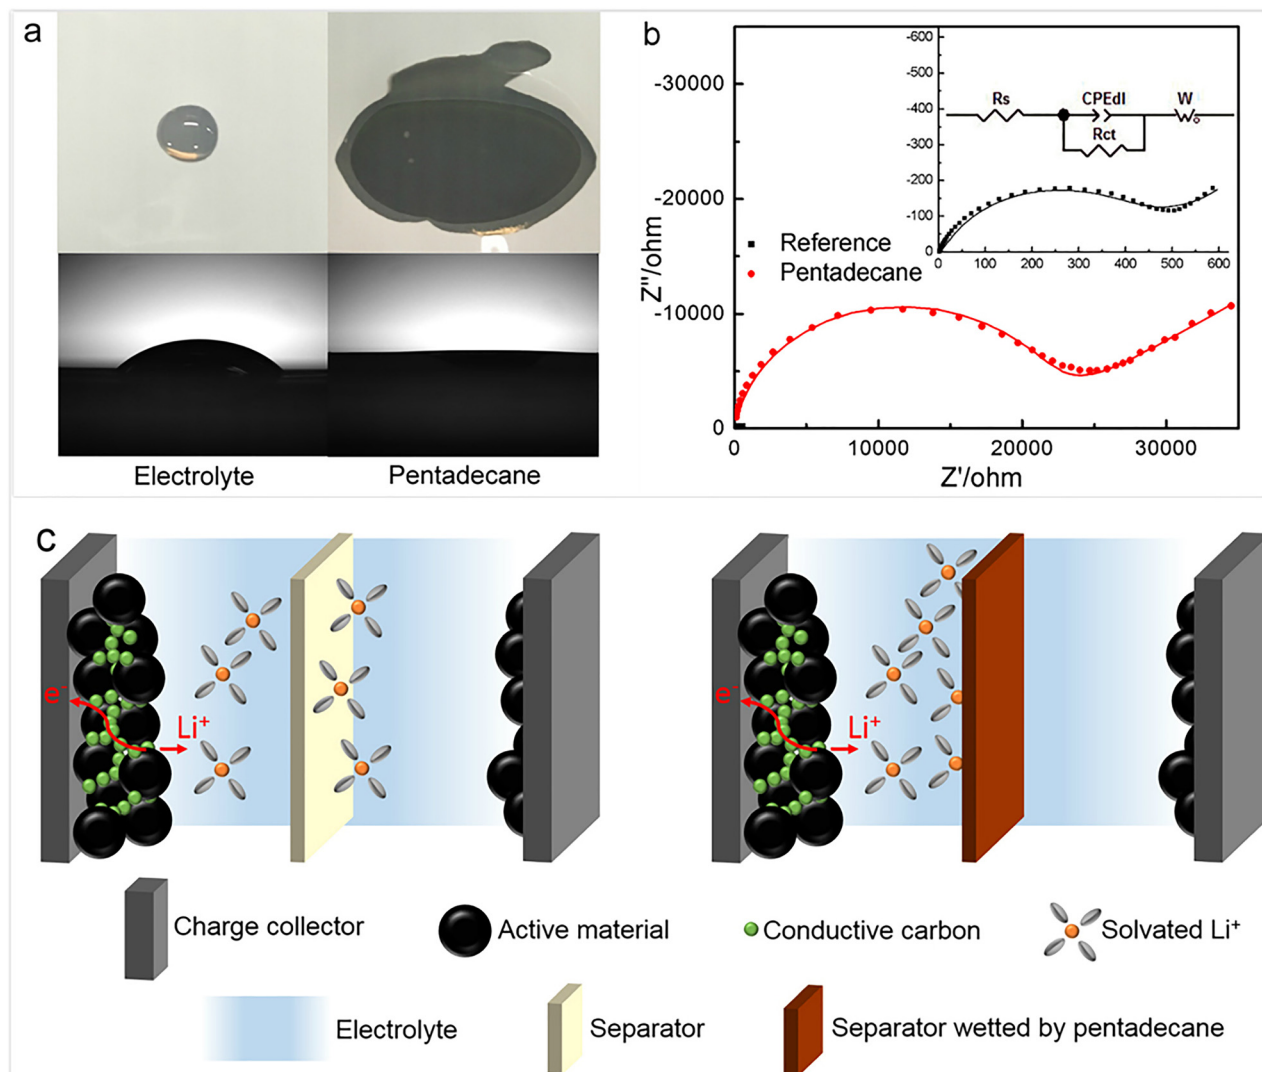 a
Electrolyte
Pentadecane
b
Z''/ohm
-30000
-20000
-10000
0
0
10000
20000
30000
Z'/ohm
Reference
Pentadecane
-600
-500
-400
-300
-200
-100
0
0
100
200
300
400
500
600
Rs
CPEdl
W
Rct
c
e⁻
Li⁺
e⁻
Li⁺
Charge collector
Active material
Conductive carbon
Solvated Li⁺
Electrolyte
Separator
Separator wetted by pentadecane